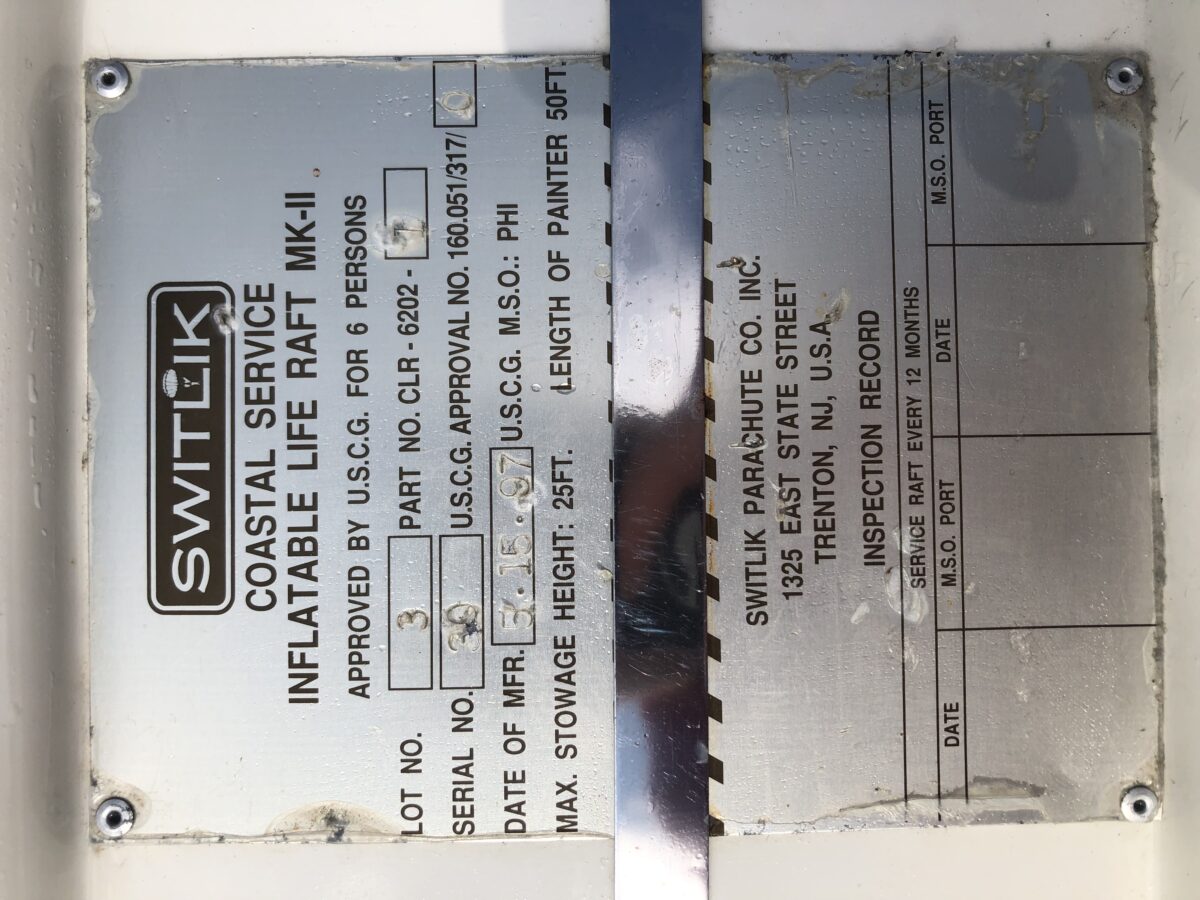 SWITLIK
COASTAL SERVICE
INFLATABLE LIFE RAFT MK-II
APPROVED BY U.S.C.G. FOR 6 PERSONS
LOT NO. 3 PART NO. CLR - 6202 -
SERIAL NO. 39 U.S.C.G. APPROVAL NO. 160.051/317/ 0
DATE OF MFR. 5.15.97 U.S.C.G. M.S.O.: PHI
MAX. STOWAGE HEIGHT: 25FT. LENGTH OF PAINTER 50FT.
SWITLIK PARACHUTE CO. INC.
1325 EAST STATE STREET
TRENTON, NJ, U.S.A.
INSPECTION RECORD
SERVICE RAFT EVERY 12 MONTHS
DATE M.S.O. PORT DATE M.S.O. PORT